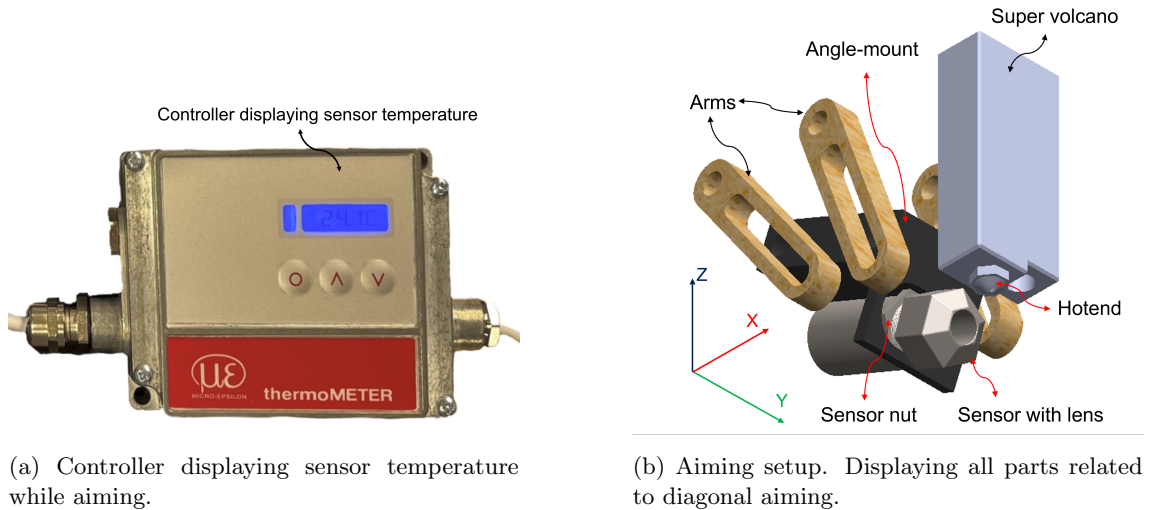 Controller displaying sensor temperature
24.1C
με
MICRO-EPSILON
thermoMETER
(a) Controller displaying sensor temperature
while aiming.
Super volcano
Angle-mount
Arms
Z
X
Y
Hotend
Sensor nut
Sensor with lens
(b) Aiming setup. Displaying all parts related
to diagonal aiming.